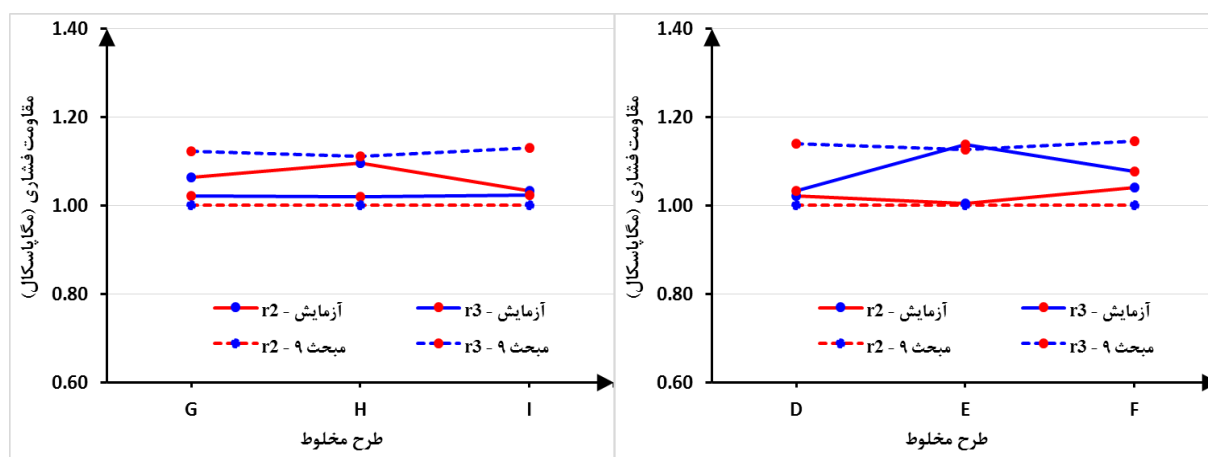 1.40
1.20
1.00
0.80
0.60
مقاومت فشاری (مگاپاسکال)
آزمایش - r2
آزمایش - r3
مبحث ۹ - r2
مبحث ۹ - r3
G H I
طرح مخلوط
1.40
1.20
1.00
0.80
0.60
مقاومت فشاری (مگاپاسکال)
آزمایش - r2
آزمایش - r3
مبحث ۹ - r2
مبحث ۹ - r3
D E F
طرح مخلوط